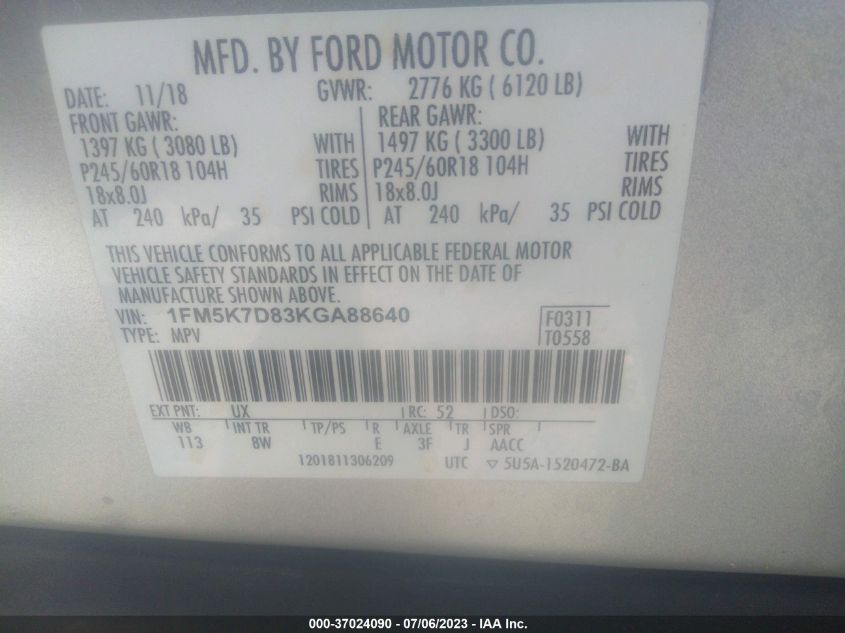 MFD. BY FORD MOTOR CO.
DATE: 11/18 GVWR: 2776 KG ( 6120 LB)
FRONT GAWR: REAR GAWR:
1397 KG ( 3080 LB) WITH 1497 KG ( 3300 LB) WITH
P245/60R18 104H TIRES P245/60R18 104H TIRES
18x8.0J RIMS 18x8.0J RIMS
AT 240 kPa/ 35 PSI COLD AT 240 kPa/ 35 PSI COLD
THIS VEHICLE CONFORMS TO ALL APPLICABLE FEDERAL MOTOR
VEHICLE SAFETY STANDARDS IN EFFECT ON THE DATE OF
MANUFACTURE SHOWN ABOVE.
VIN: 1FM5K7D83KGA88640 F0311
TYPE: MPV T0558
EXT PNT: UX RC: 52 DSO:
WB INT TR TP/PS R AXLE TR SPR
113 8W E 3F J AACC
1201811306209 UTC ▽ 5U5A-1520472-BA
000-37024090 - 07/06/2023 - IAA Inc.